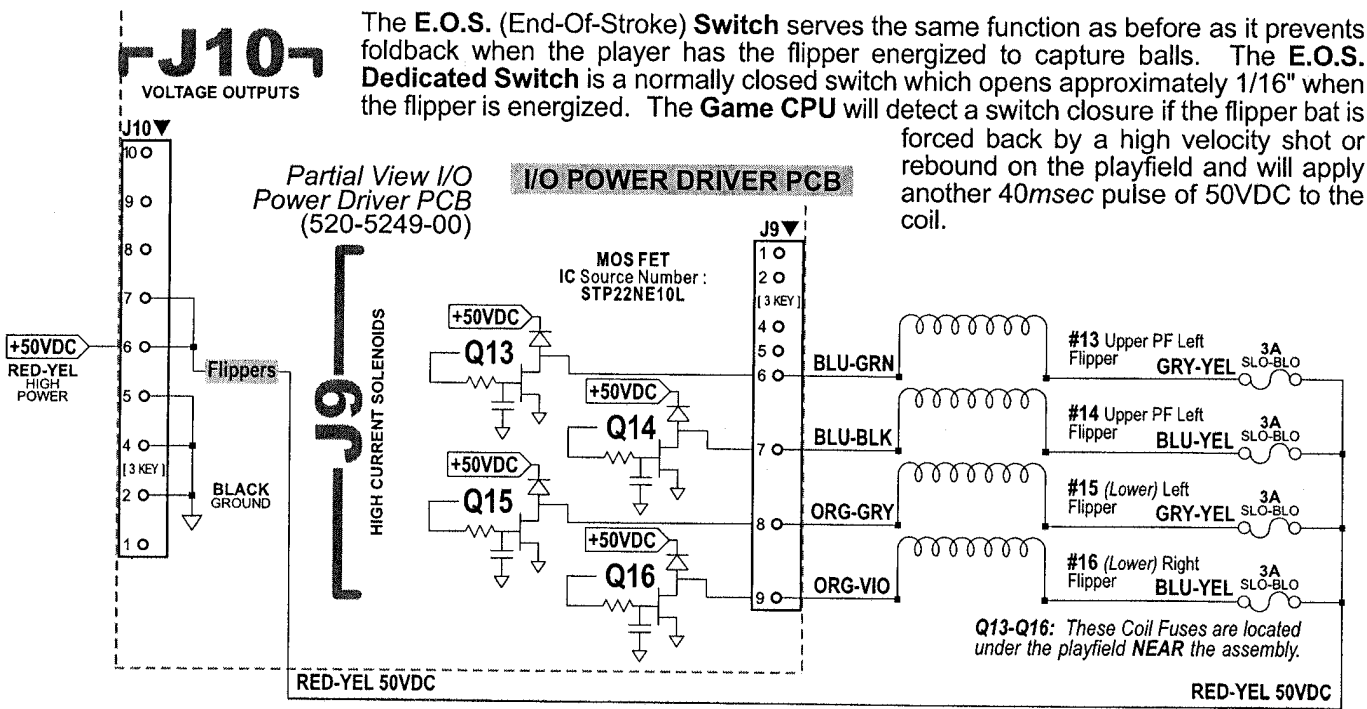 J10
VOLTAGE OUTPUTS
The E.O.S. (End-Of-Stroke) Switch serves the same function as before as it prevents
foldback when the player has the flipper energized to capture balls. The E.O.S.
Dedicated Switch is a normally closed switch which opens approximately 1/16" when
the flipper is energized. The Game CPU will detect a switch closure if the flipper bat is
forced back by a high velocity shot or
rebound on the playfield and will apply
another 40msec pulse of 50VDC to the
coil.
J10▼
10
9
8
7
6
5
4
[ 3 KEY ]
2
1
+50VDC
RED-YEL
HIGH
POWER
Flippers
BLACK
GROUND
Partial View I/O
Power Driver PCB
(520-5249-00)
I/O POWER DRIVER PCB
J9
HIGH CURRENT SOLENOIDS
MOS FET
IC Source Number :
STP22NE10L
+50VDC
Q13
+50VDC
Q14
+50VDC
Q15
+50VDC
Q16
J9▼
1
2
[ 3 KEY ]
4
5
6
7
8
9
BLU-GRN
BLU-BLK
ORG-GRY
ORG-VIO
#13 Upper PF Left
Flipper
GRY-YEL
3A
SLO-BLO
#14 Upper PF Left
Flipper
BLU-YEL
3A
SLO-BLO
#15 (Lower) Left
Flipper
GRY-YEL
3A
SLO-BLO
#16 (Lower) Right
Flipper
BLU-YEL
3A
SLO-BLO
Q13-Q16: These Coil Fuses are located
under the playfield NEAR the assembly.
RED-YEL 50VDC
RED-YEL 50VDC